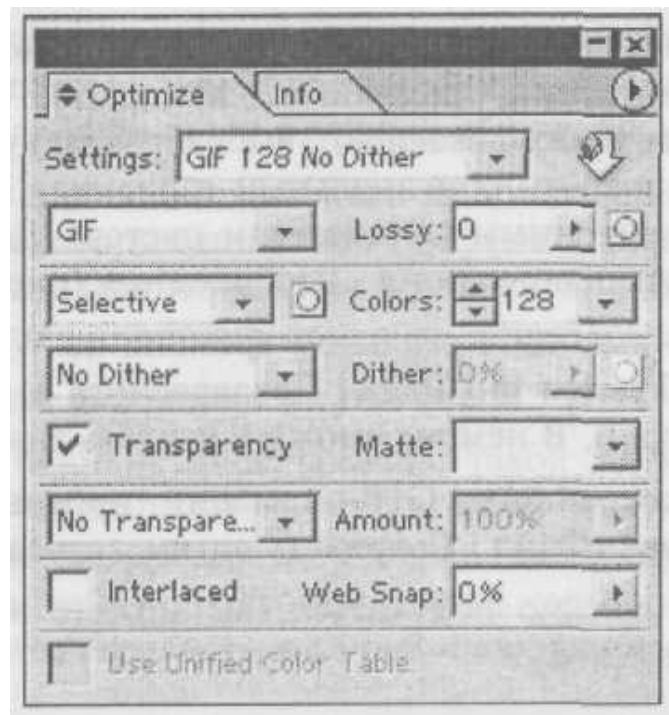 Optimize Info
Settings: GIF 128 No Dither
GIF Lossy: 0
Selective Colors: 128
No Dither Dither: 0%
Transparency Matte:
No Transpare... Amount: 100%
Interlaced Web Snap: 0%
Use Unified Color Table